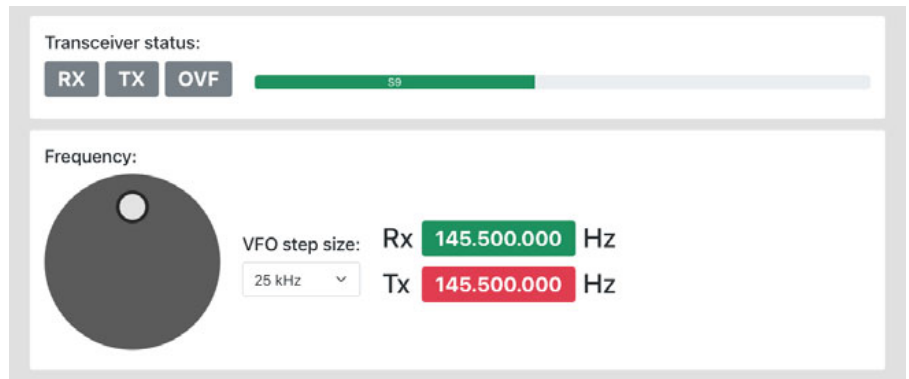 Transceiver status:
RX TX OVF S9
Frequency:
VFO step size:
25 kHz
Rx 145.500.000 Hz
Tx 145.500.000 Hz